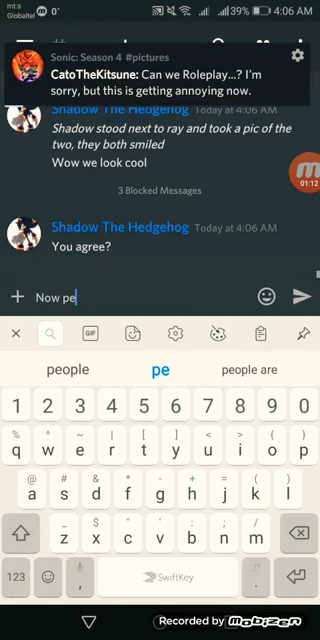 mt:s
Globaltel
0
39% 4:06 AM
Sonic: Season 4 #pictures
CatoTheKitsune: Can we Roleplay...? I'm
sorry, but this is getting annoying now.
Shadow The Hedgehog Today at 4:06 AM
Shadow stood next to ray and took a pic of the
two, they both smiled
Wow we look cool
01:12
3 Blocked Messages
Shadow The Hedgehog Today at 4:06 AM
You agree?
Now pe
GIF
people pe people are
1 2 3 4 5 6 7 8 9 0
% ^ ~ | [ ] < > { }
q w e r t y u i o p
@ # & * - + = ( )
a s d f g h j k l
_ $ " ' : ; /
z x c v b n m
123 , SwiftKey .
Recorded by Mobizen